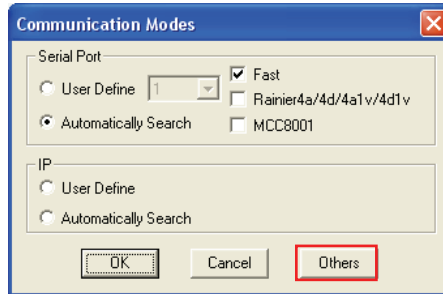 Communication Modes
Serial Port
User Define 1
Automatically Search
Fast
Rainier4a/4d/4a1v/4d1v
MCC8001
IP
User Define
Automatically Search
OK Cancel Others